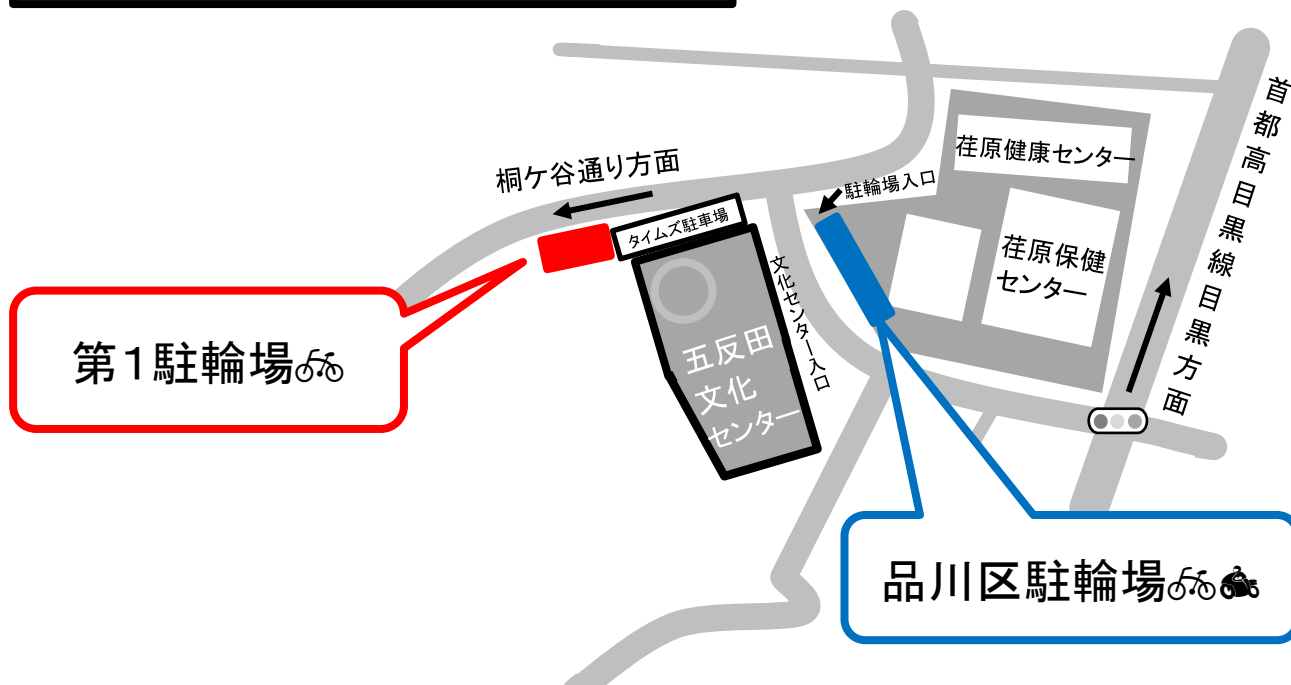 首都高目黒線目黒方面
荏原健康センター
桐ケ谷通り方面
駐輪場入口
タイムズ駐車場
荏原保健
センター
文化センター入口
五反田
文化
センター
第1駐輪場
品川区駐輪場